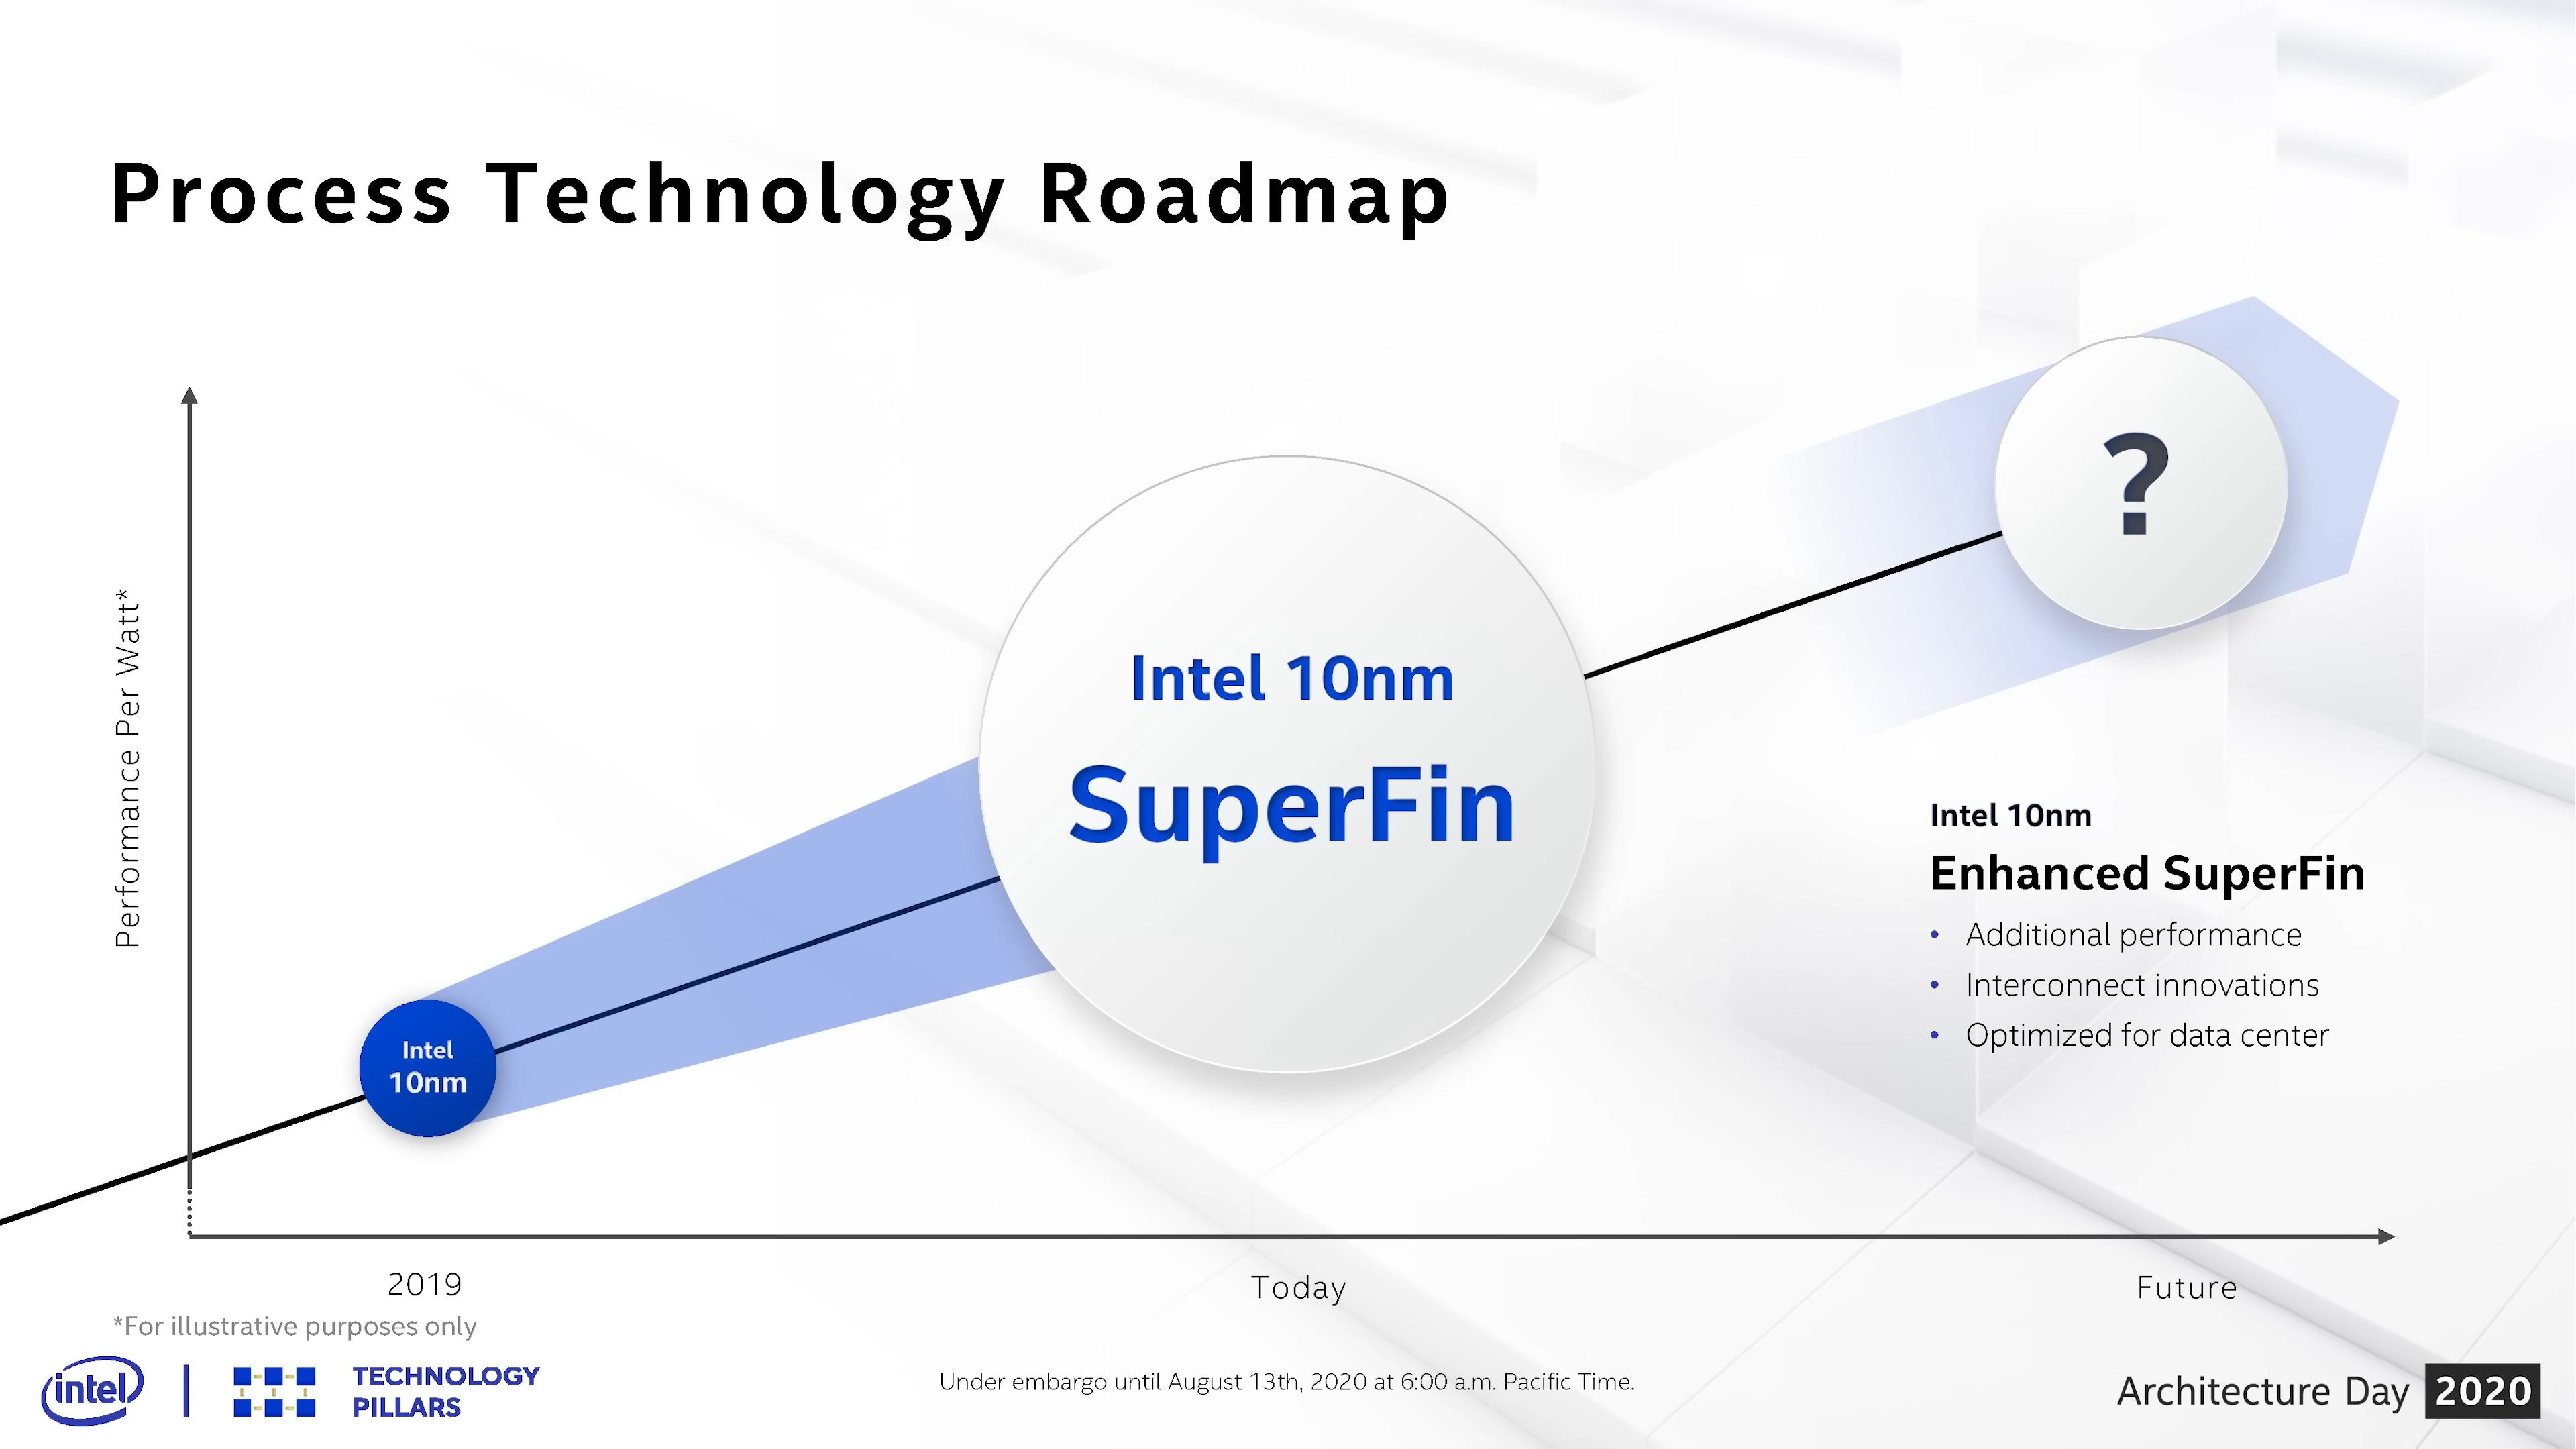 Process Technology Roadmap
Performance Per Watt*
?
Intel 10nm
SuperFin
Intel 10nm
Enhanced SuperFin
• Additional performance
• Interconnect innovations
• Optimized for data center
Intel
10nm
2019
Today
Future
*For illustrative purposes only
intel
TECHNOLOGY
PILLARS
Under embargo until August 13th, 2020 at 6:00 a.m. Pacific Time.
Architecture Day 2020